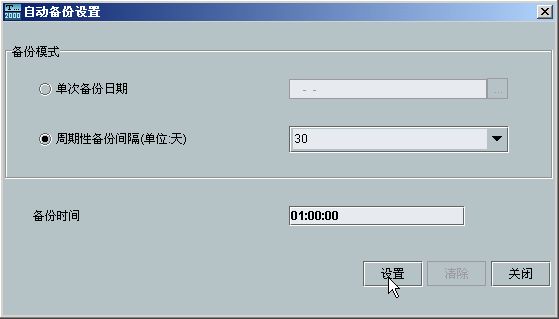 T... 2000 自动备份设置
备份模式
单次备份日期 - - ...
周期性备份间隔(单位:天) 30
备份时间 01:00:00
设置 清除 关闭